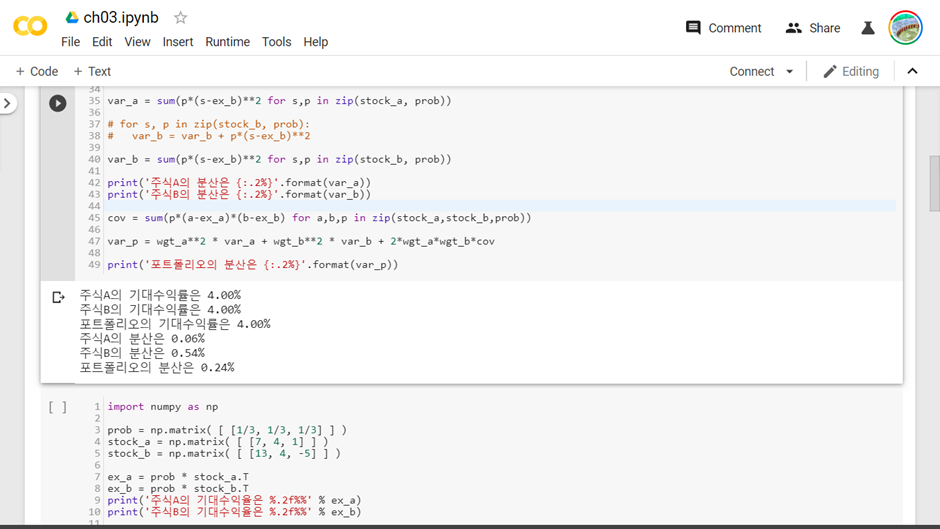 ch03.ipynb
File Edit View Insert Runtime Tools Help
Comment Share
+ Code + Text
Connect Editing
34
35 var_a = sum(p*(s-ex_b)**2 for s,p in zip(stock_a, prob))
36
37 # for s, p in zip(stock_b, prob):
38 #   var_b = var_b + p*(s-ex_b)**2
39
40 var_b = sum(p*(s-ex_b)**2 for s,p in zip(stock_b, prob))
41
42 print('주식A의 분산은 {:.2%}'.format(var_a))
43 print('주식B의 분산은 {:.2%}'.format(var_b))
44
45 cov = sum(p*(a-ex_a)*(b-ex_b) for a,b,p in zip(stock_a,stock_b,prob))
46
47 var_p = wgt_a**2 * var_a + wgt_b**2 * var_b + 2*wgt_a*wgt_b*cov
48
49 print('포트폴리오의 분산은 {:.2%}'.format(var_p))
주식A의 기대수익률은 4.00%
주식B의 기대수익률은 4.00%
포트폴리오의 기대수익률은 4.00%
주식A의 분산은 0.06%
주식B의 분산은 0.54%
포트폴리오의 분산은 0.24%
[ ]
1 import numpy as np
2
3 prob = np.matrix( [ [1/3, 1/3, 1/3] ] )
4 stock_a = np.matrix( [ [7, 4, 1] ] )
5 stock_b = np.matrix( [ [13, 4, -5] ] )
6
7 ex_a = prob * stock_a.T
8 ex_b = prob * stock_b.T
9 print('주식A의 기대수익율은 %.2f%%' % ex_a)
10 print('주식B의 기대수익율은 %.2f%%' % ex_b)
11